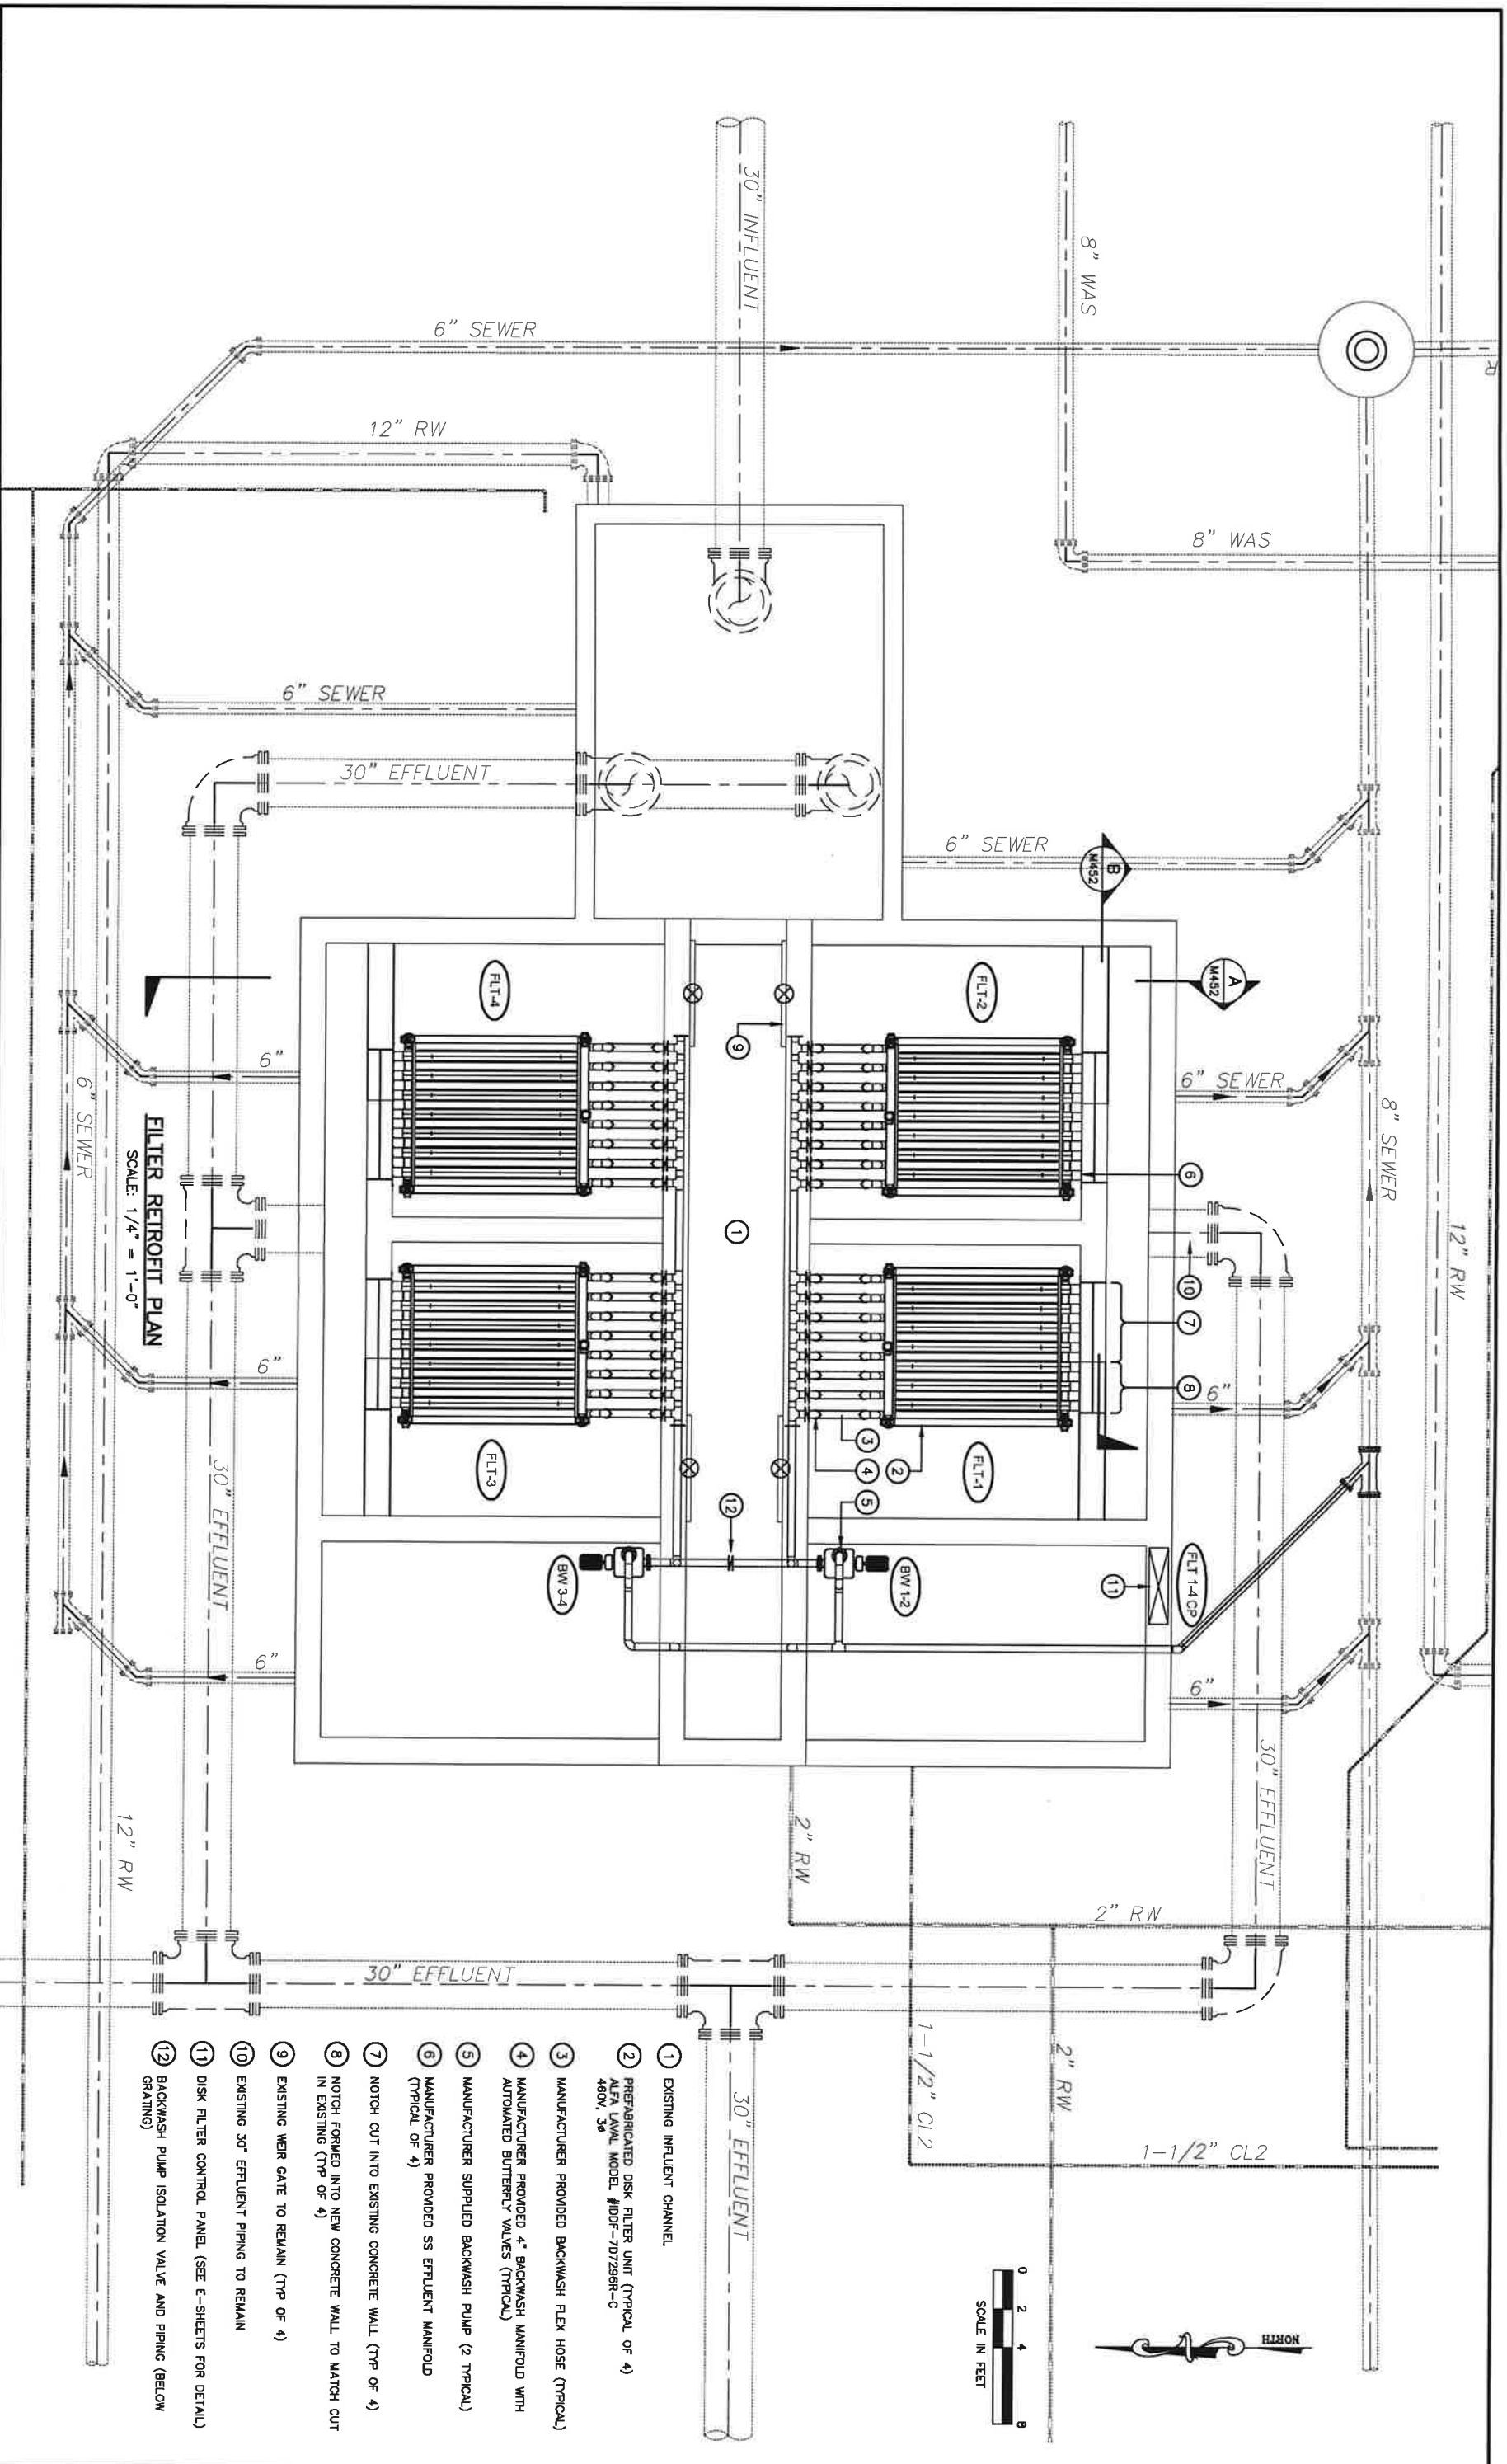 30" INFLUENT
8" WAS
8" WAS
R
6" SEWER
12" RW
6" SEWER
30" EFFLUENT
6" SEWER
B
M452
A
M452
FLT-4
FLT-2
9
6" SEWER
8" SEWER
12" RW
6"
6" SEWER
6
1
10
7
8
6"
6"
3
4
2
5
FLT-3
FLT-1
12
BW 3-4
BW 1-2
11
FLT 1-4 CP
6"
6"
30" EFFLUENT
30" EFFLUENT
12" RW
2" RW
2" RW
2" RW
30" EFFLUENT
30" EFFLUENT
1-1/2" CL2
1-1/2" CL2
FILTER RETROFIT PLAN
SCALE: 1/4" = 1'-0"
NORTH
0 2 4 8
SCALE IN FEET
1 EXISTING INFLUENT CHANNEL
2 PREFABRICATED DISK FILTER UNIT (TYPICAL OF 4)
ALFA LAVAL MODEL #IDDF-7D7296R-C
460V, 3ø
3 MANUFACTURER PROVIDED BACKWASH FLEX HOSE (TYPICAL)
4 MANUFACTURER PROVIDED 4" BACKWASH MANIFOLD WITH
AUTOMATED BUTTERFLY VALVES (TYPICAL)
5 MANUFACTURER SUPPLIED BACKWASH PUMP (2 TYPICAL)
6 MANUFACTURER PROVIDED SS EFFLUENT MANIFOLD
(TYPICAL OF 4)
7 NOTCH CUT INTO EXISTING CONCRETE WALL (TYP OF 4)
8 NOTCH FORMED INTO NEW CONCRETE WALL TO MATCH CUT
IN EXISTING (TYP OF 4)
9 EXISTING WEIR GATE TO REMAIN (TYP OF 4)
10 EXISTING 30" EFFLUENT PIPING TO REMAIN
11 DISK FILTER CONTROL PANEL (SEE E-SHEETS FOR DETAIL)
12 BACKWASH PUMP ISOLATION VALVE AND PIPING (BELOW
GRATING)